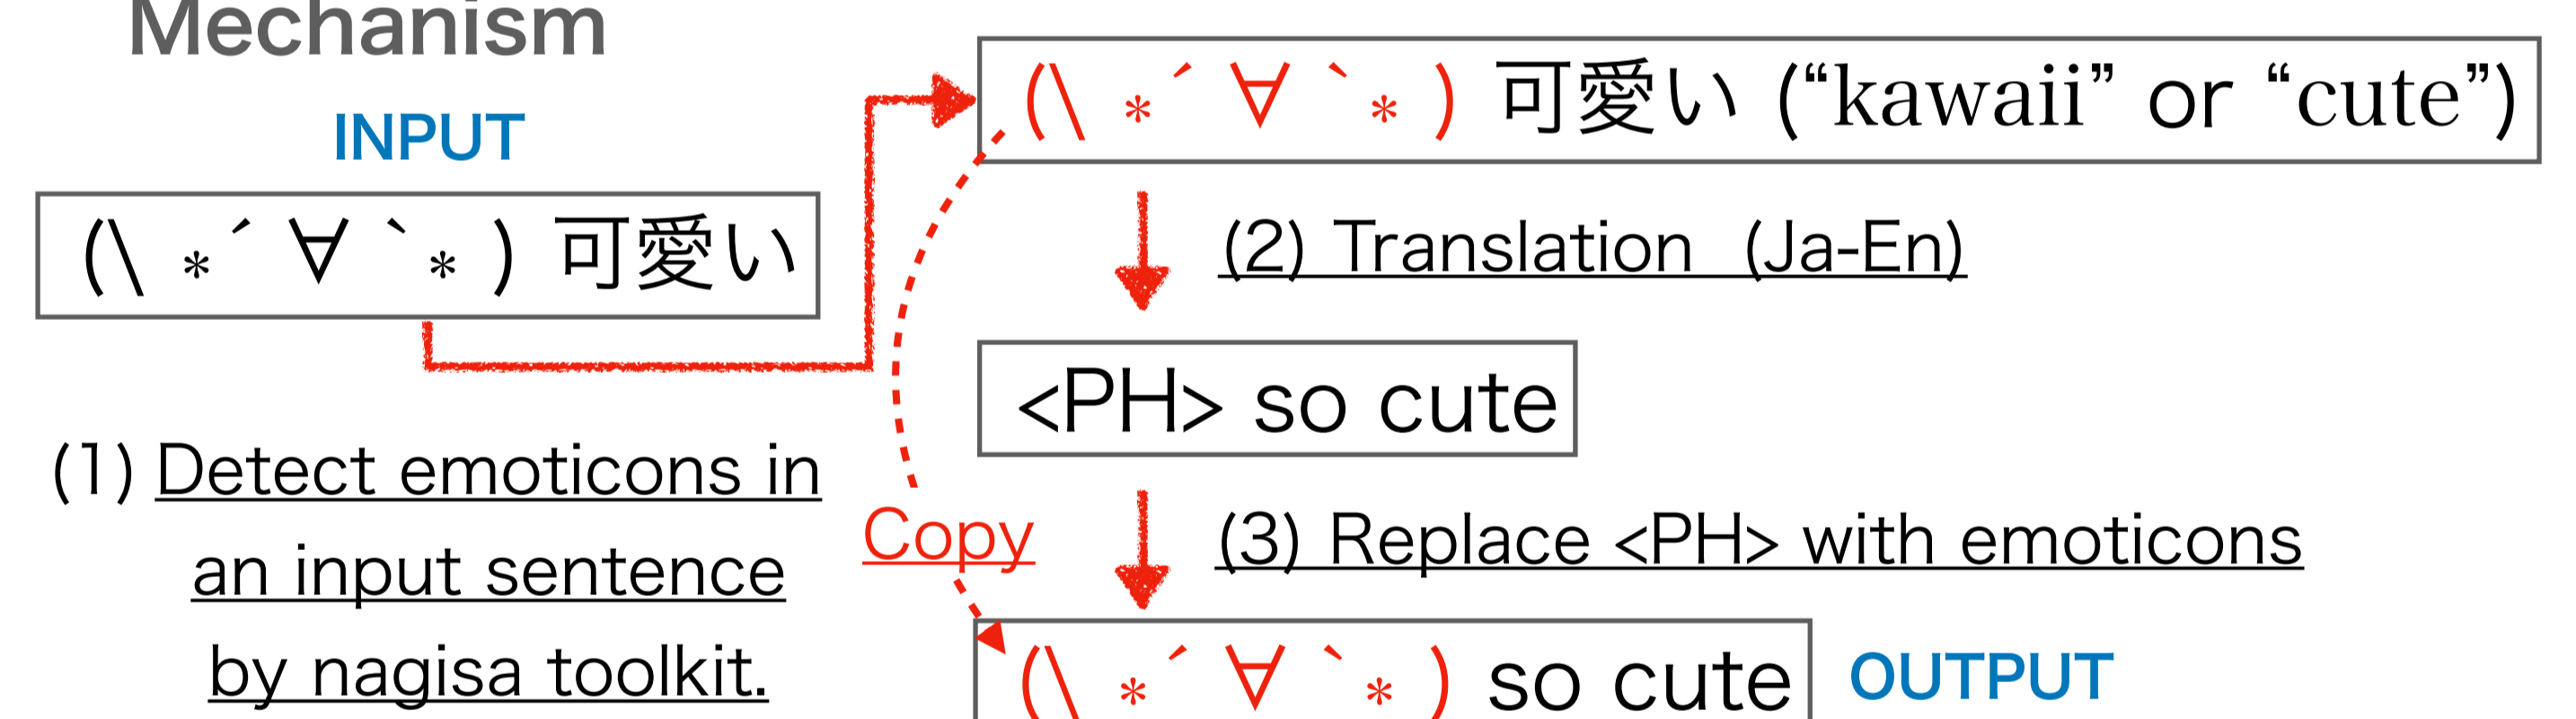 Mechanism
INPUT
(\ *´ ∀ `* ) 可愛い
(1) Detect emoticons in
an input sentence
by nagisa toolkit.
(\ *´ ∀ ` * ) 可愛い (“kawaii” or “cute”)
(2) Translation (Ja-En)
<PH> so cute
Copy
(3) Replace <PH> with emoticons
(\ *´ ∀ ` * ) so cute
OUTPUT